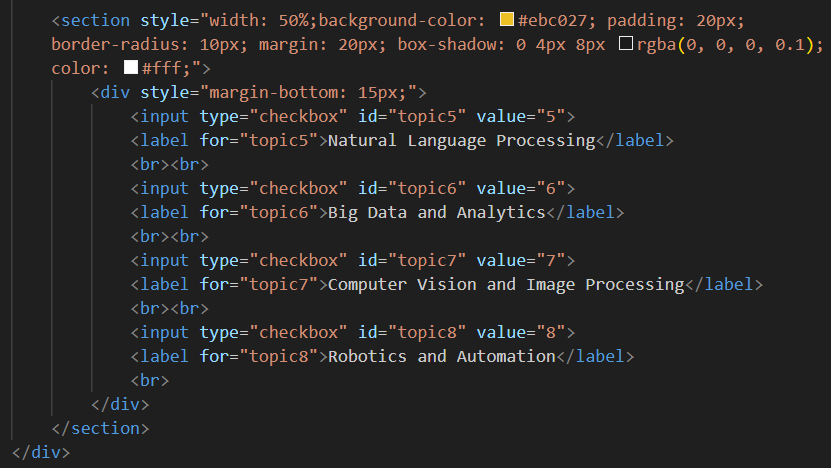 <section style="width: 50%;background-color: #ebc027; padding: 20px;
border-radius: 10px; margin: 20px; box-shadow: 0 4px 8px rgba(0, 0, 0, 0.1);
color: #fff;">
<div style="margin-bottom: 15px;">
<input type="checkbox" id="topic5" value="5">
<label for="topic5">Natural Language Processing</label>
<br><br>
<input type="checkbox" id="topic6" value="6">
<label for="topic6">Big Data and Analytics</label>
<br><br>
<input type="checkbox" id="topic7" value="7">
<label for="topic7">Computer Vision and Image Processing</label>
<br><br>
<input type="checkbox" id="topic8" value="8">
<label for="topic8">Robotics and Automation</label>
<br>
</div>
</section>
</div>